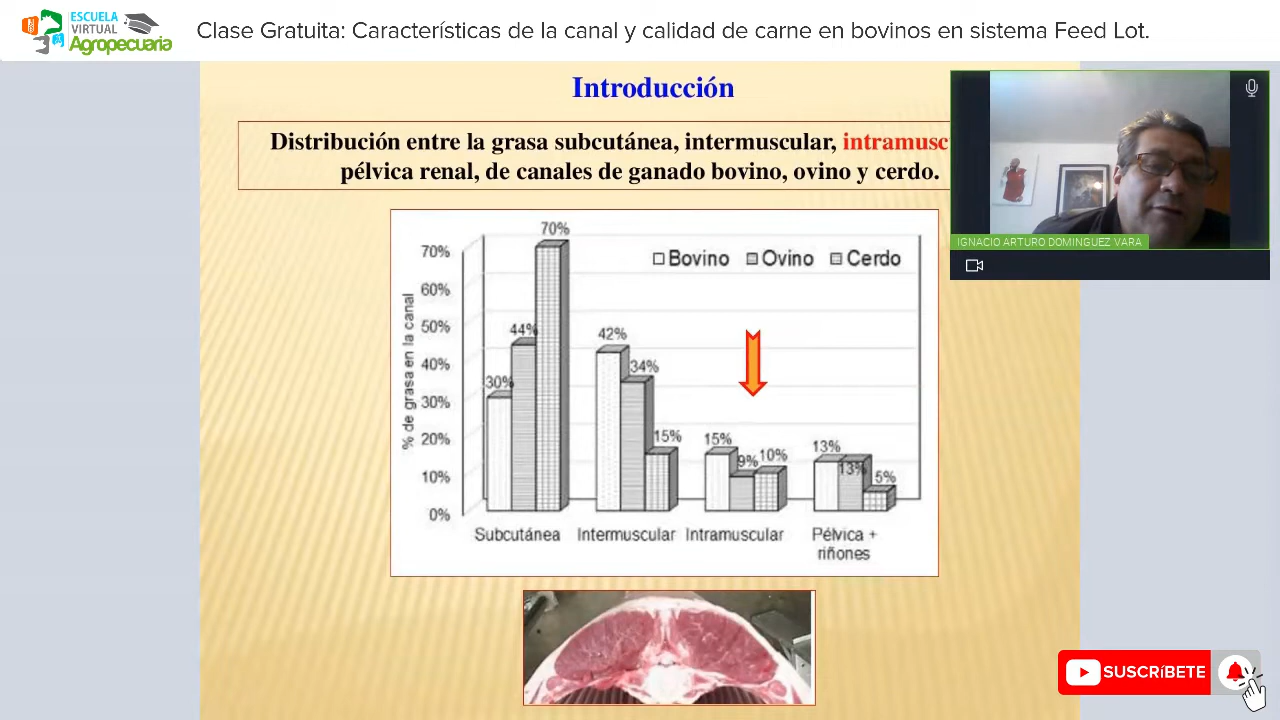 ESCUELA
VIRTUAL
Agropecuaria
Clase Gratuita: Características de la canal y calidad de carne en bovinos en sistema Feed Lot.
Introducción
Distribución entre la grasa subcutánea, intermuscular, intramusc
pélvica renal, de canales de ganado bovino, ovino y cerdo.
IGNACIO ARTURO DOMINGUEZ VARA
% de grasa en la canal
70%
60%
50%
40%
30%
20%
10%
0%
Bovino Ovino Cerdo
30% 44% 70%
42% 34% 15%
15% 9% 10%
13% 13% 5%
Subcutánea Intermuscular Intramuscular Pélvica +
riñones
SUSCRíBETE